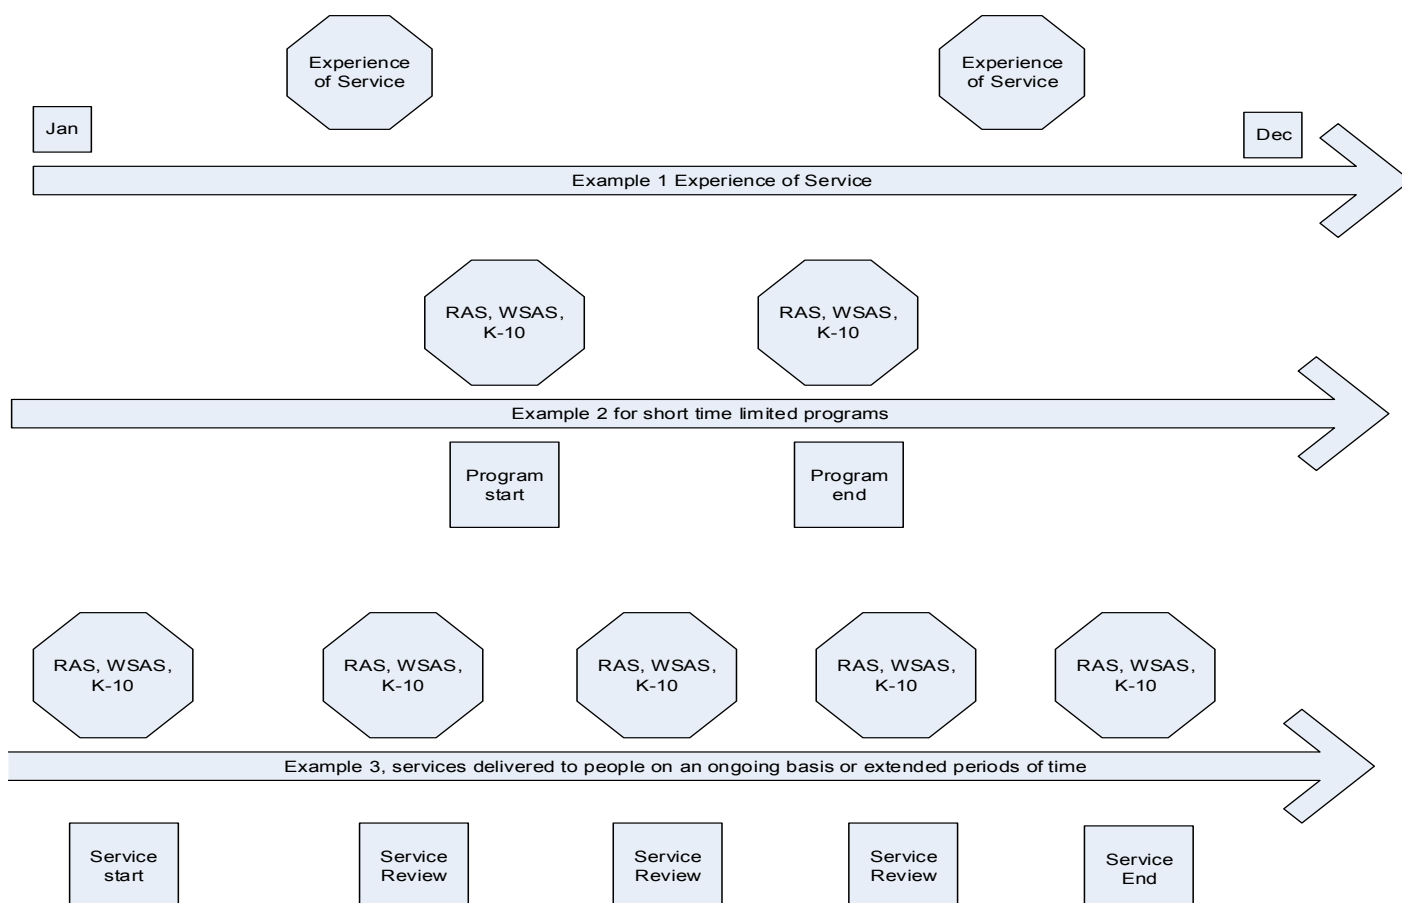 Experience
of Service
Experience
of Service
Jan
Dec
Example 1 Experience of Service
RAS, WSAS,
K-10
RAS, WSAS,
K-10
Example 2 for short time limited programs
Program
start
Program
end
RAS, WSAS,
K-10
RAS, WSAS,
K-10
RAS, WSAS,
K-10
RAS, WSAS,
K-10
RAS, WSAS,
K-10
Example 3, services delivered to people on an ongoing basis or extended periods of time
Service
start
Service
Review
Service
Review
Service
Review
Service
End